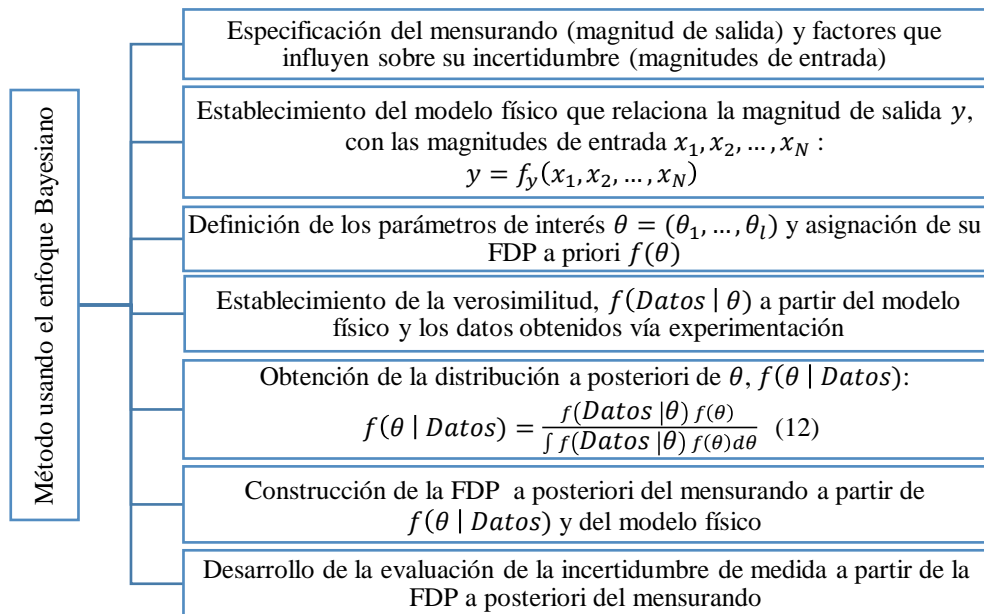 Método usando el enfoque Bayesiano
Especificación del mensurando (magnitud de salida) y factores que
influyen sobre su incertidumbre (magnitudes de entrada)
Establecimiento del modelo físico que relaciona la magnitud de salida 𝑦,
con las magnitudes de entrada 𝑥₁, 𝑥₂, … , 𝑥_N :
𝑦 = 𝑓_y(𝑥₁, 𝑥₂, … , 𝑥_N)
Definición de los parámetros de interés 𝜃 = (𝜃₁, … , 𝜃_l) y asignación de su
FDP a priori 𝑓(𝜃)
Establecimiento de la verosimilitud, 𝑓(𝐷𝑎𝑡𝑜𝑠 | 𝜃) a partir del modelo
físico y los datos obtenidos vía experimentación
Obtención de la distribución a posteriori de 𝜃, 𝑓(𝜃 | 𝐷𝑎𝑡𝑜𝑠):
𝑓(𝜃 | 𝐷𝑎𝑡𝑜𝑠) = 𝑓(𝐷𝑎𝑡𝑜𝑠 |𝜃) 𝑓(𝜃) / ∫ 𝑓(𝐷𝑎𝑡𝑜𝑠 |𝜃) 𝑓(𝜃)𝑑𝜃 (12)
Construcción de la FDP a posteriori del mensurando a partir de
𝑓(𝜃 | 𝐷𝑎𝑡𝑜𝑠) y del modelo físico
Desarrollo de la evaluación de la incertidumbre de medida a partir de la
FDP a posteriori del mensurando